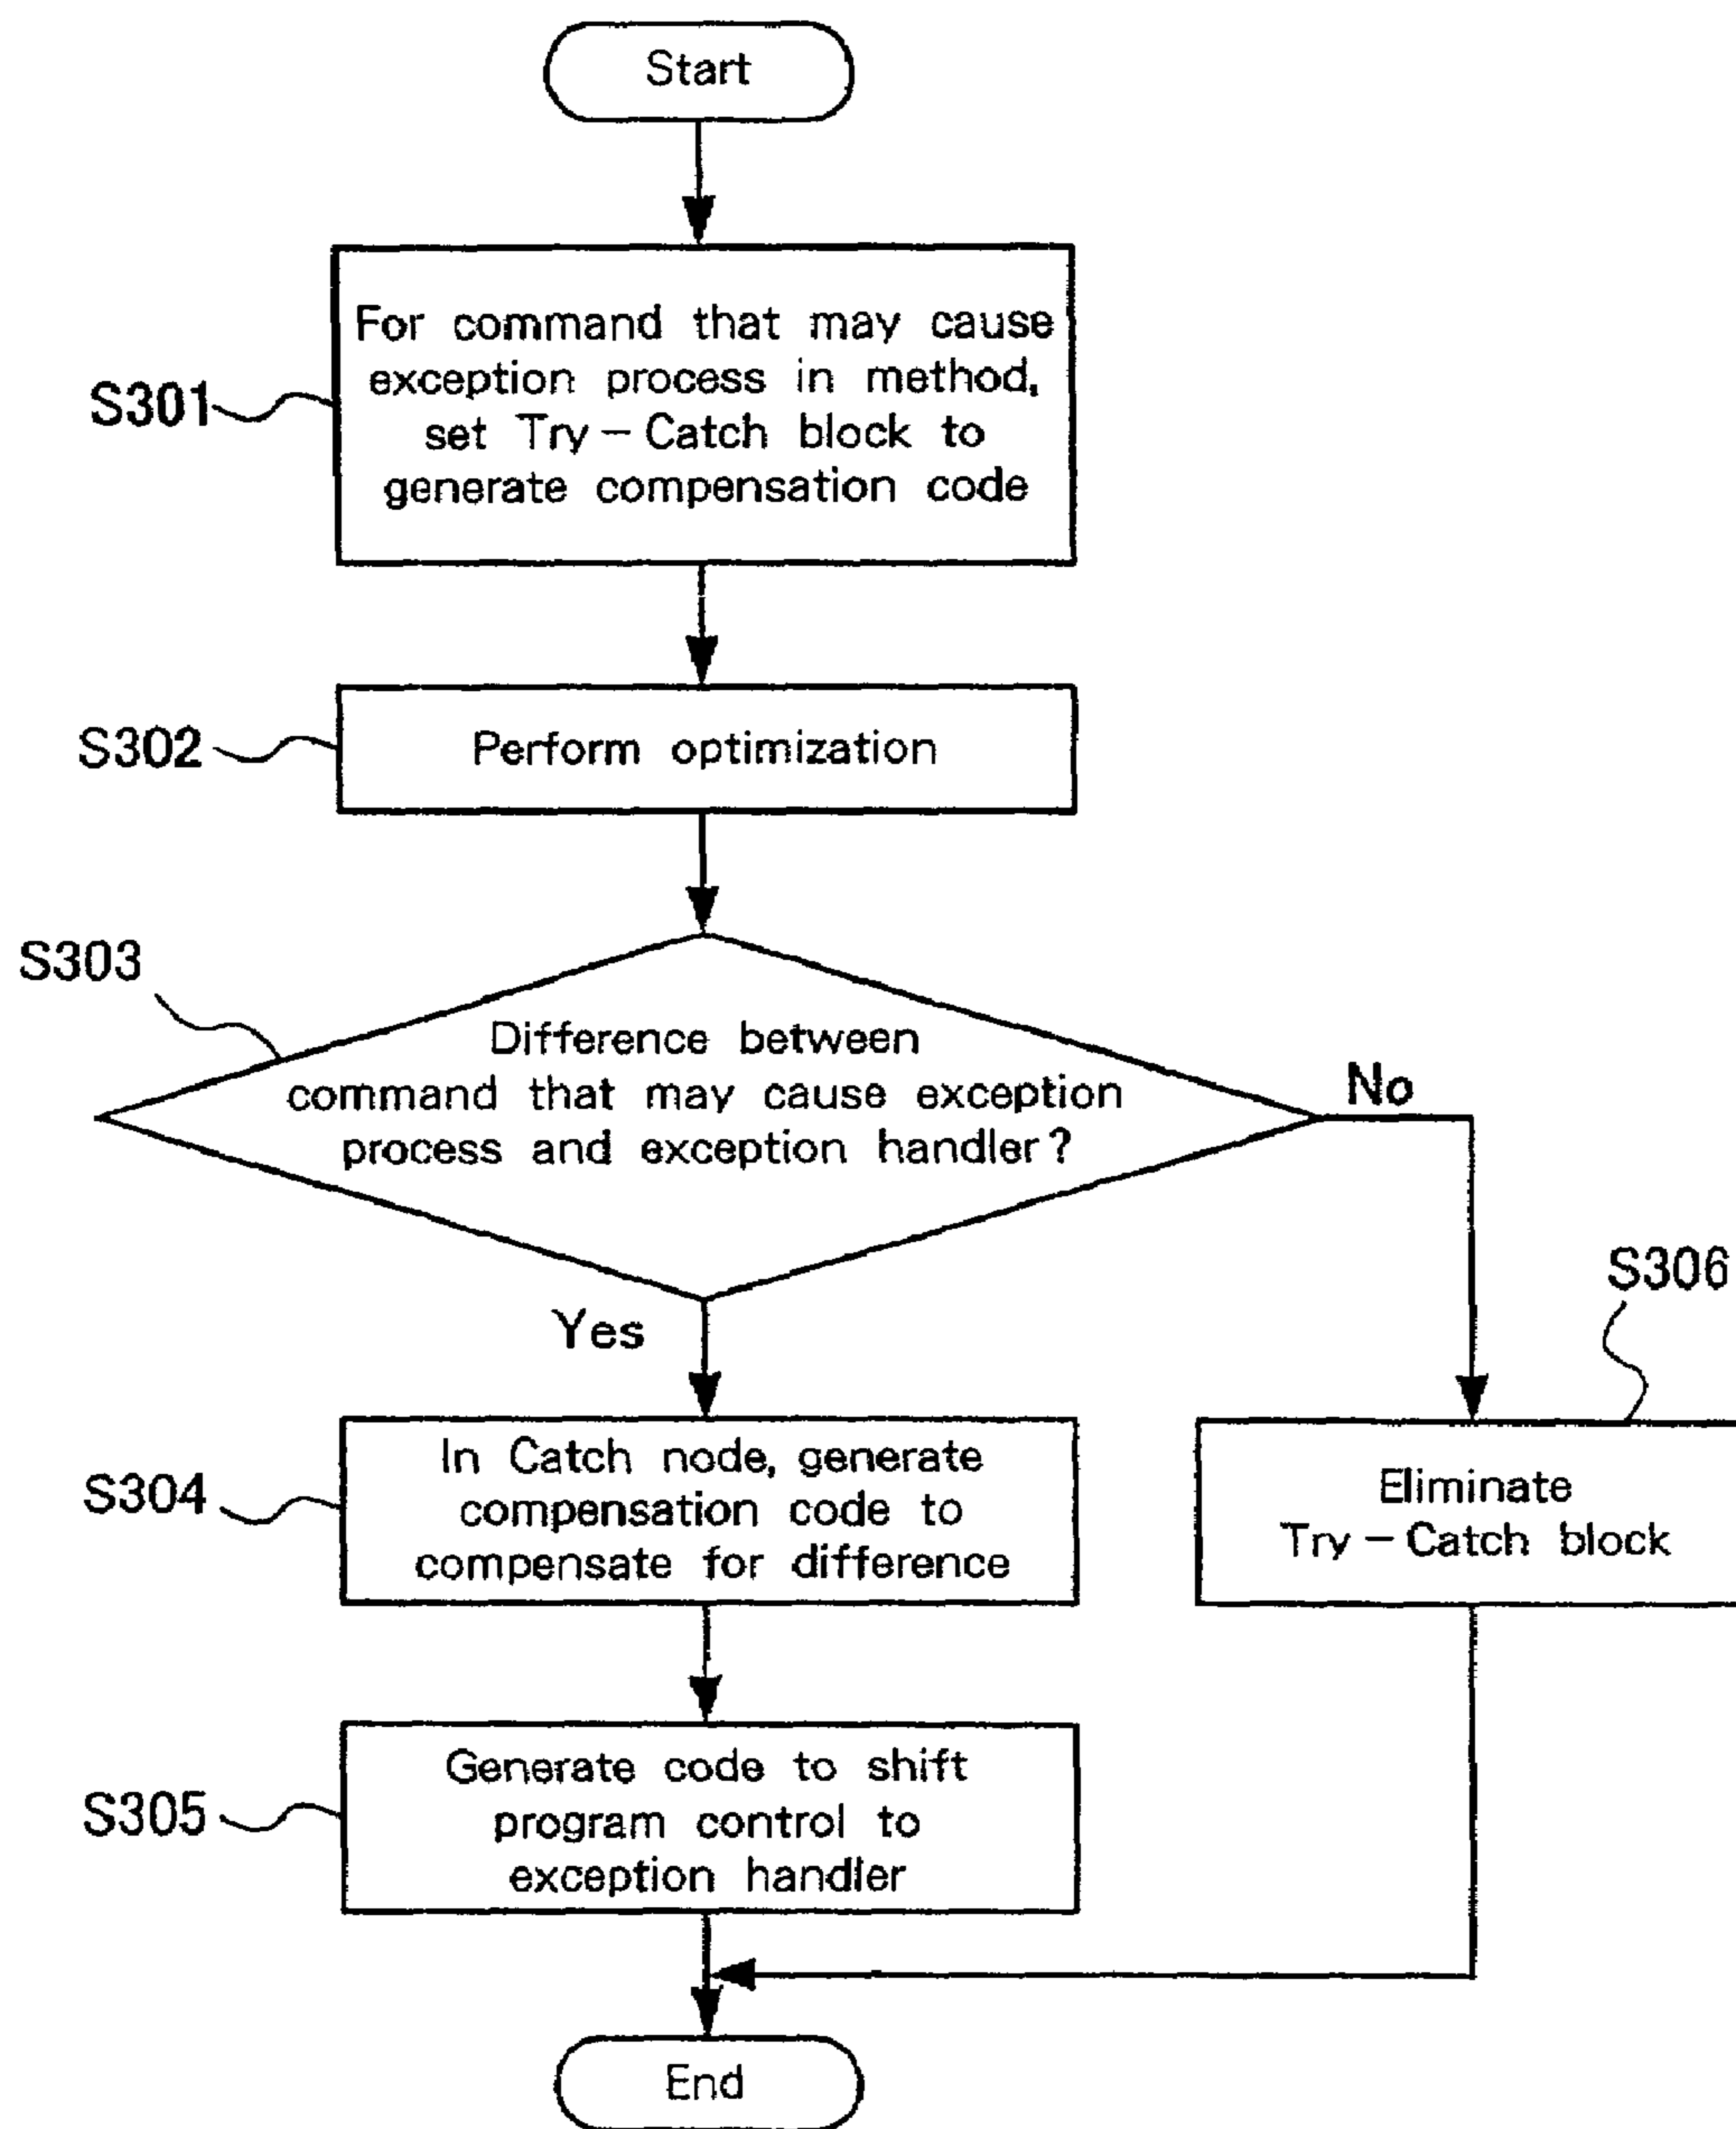 Start
For command that may cause
exception process in method,
set Try-Catch block to
generate compensation code
S301
S302
Perform optimization
S303
Difference between
command that may cause exception
process and exception handler?
No
Yes
S306
S304
In Catch node, generate
compensation code to
compensate for difference
Eliminate
Try-Catch block
S305
Generate code to shift
program control to
exception handler
End